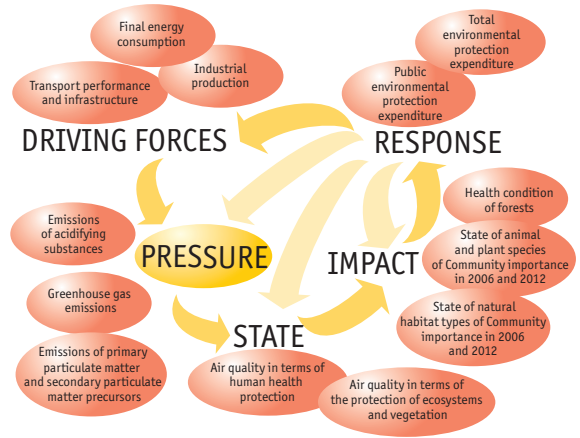 Final energy
consumption
Industrial
production
Transport performance
and infrastructure
DRIVING FORCES
Total
environmental
protection
expenditure
Public
environmental
protection
expenditure
RESPONSE
Emissions
of acidifying
substances
Greenhouse gas
emissions
Emissions of primary
particulate matter
and secondary particulate
matter precursors
PRESSURE
IMPACT
Health condition
of forests
State of animal
and plant species
of Community importance
in 2006 and 2012
State of natural
habitat types of Community
importance in 2006
and 2012
STATE
Air quality in terms of
human health
protection
Air quality in terms of
the protection of ecosystems
and vegetation